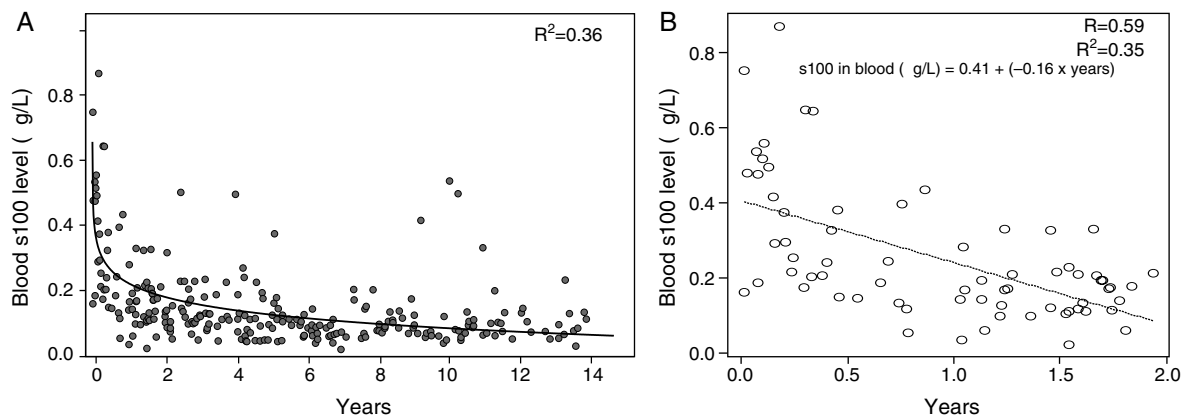 A
R²=0.36
Blood s100 level ( g/L)
0.8
0.6
0.4
0.2
0.0
0 2 4 6 8 10 12 14
Years
B
R=0.59
R²=0.35
s100 in blood ( g/L) = 0.41 + (–0.16 x years)
Blood s100 level ( g/L)
0.8
0.6
0.4
0.2
0.0
0.0 0.5 1.0 1.5 2.0
Years